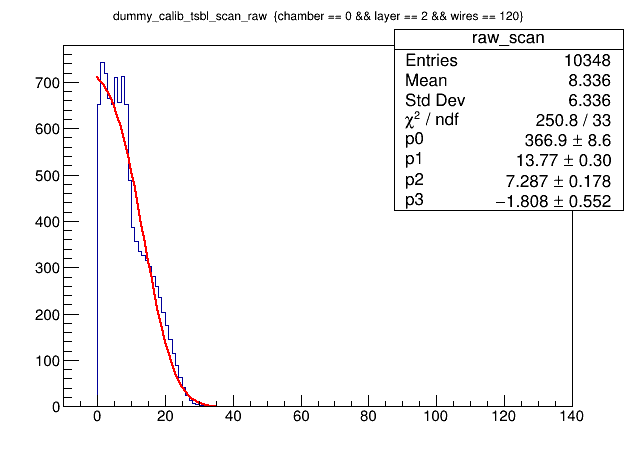 dummy_calib_tsbl_scan_raw {chamber == 0 && layer == 2 && wires == 120}
raw_scan
Entries 10348
Mean 8.336
Std Dev 6.336
χ² / ndf 250.8 / 33
p0 366.9 ± 8.6
p1 13.77 ± 0.30
p2 7.287 ± 0.178
p3 −1.808 ± 0.552
700
600
500
400
300
200
100
0
0 20 40 60 80 100 120 140